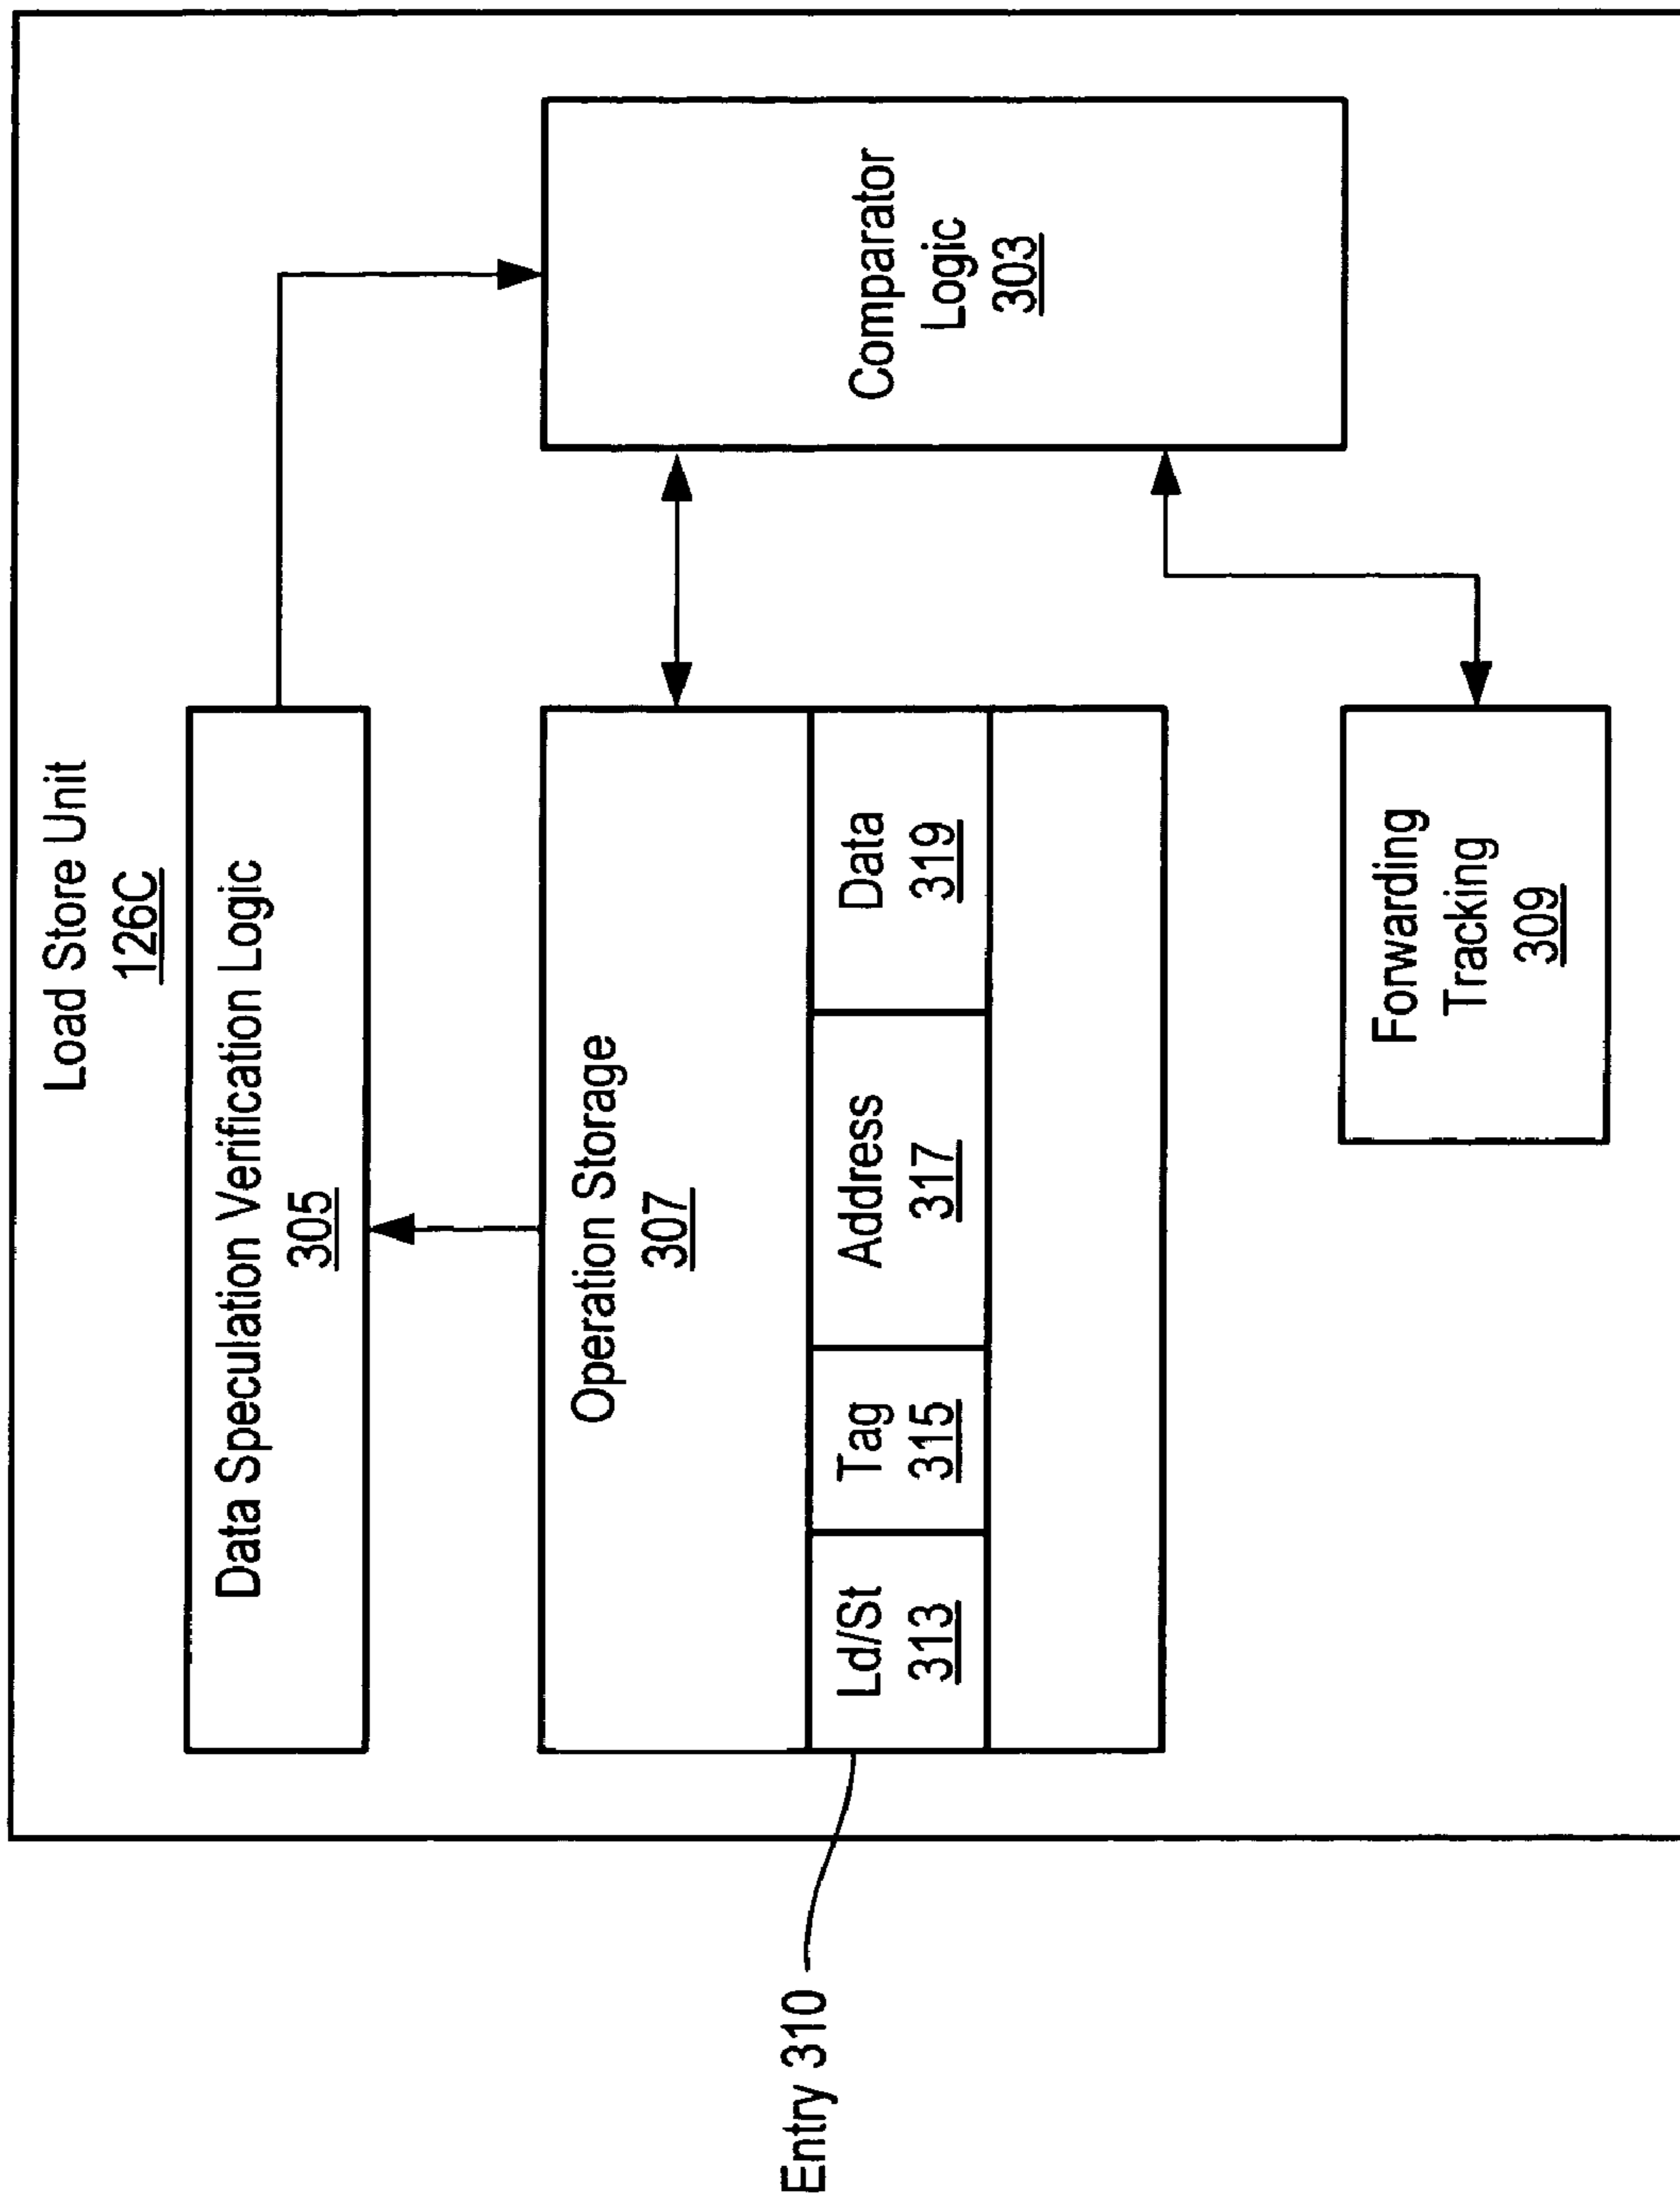 Load Store Unit
126C
Data Speculation Verification Logic
305
Operation Storage
307
Ld/St
313
Tag
315
Address
317
Data
319
Entry 310
Comparator
Logic
303
Forwarding
Tracking
309